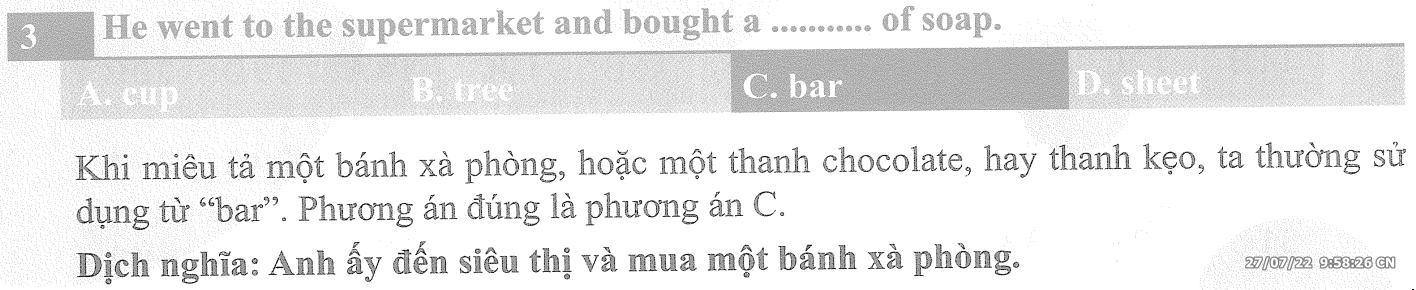 3 He went to the supermarket and bought a ........... of soap.
A. cup B. tree C. bar D. sheet
Khi miêu tả một bánh xà phòng, hoặc một thanh chocolate, hay thanh kẹo, ta thường sử
dụng từ “bar”. Phương án đúng là phương án C.
Dịch nghĩa: Anh ấy đến siêu thị và mua một bánh xà phòng.
27/07/22 9:58:26 CN